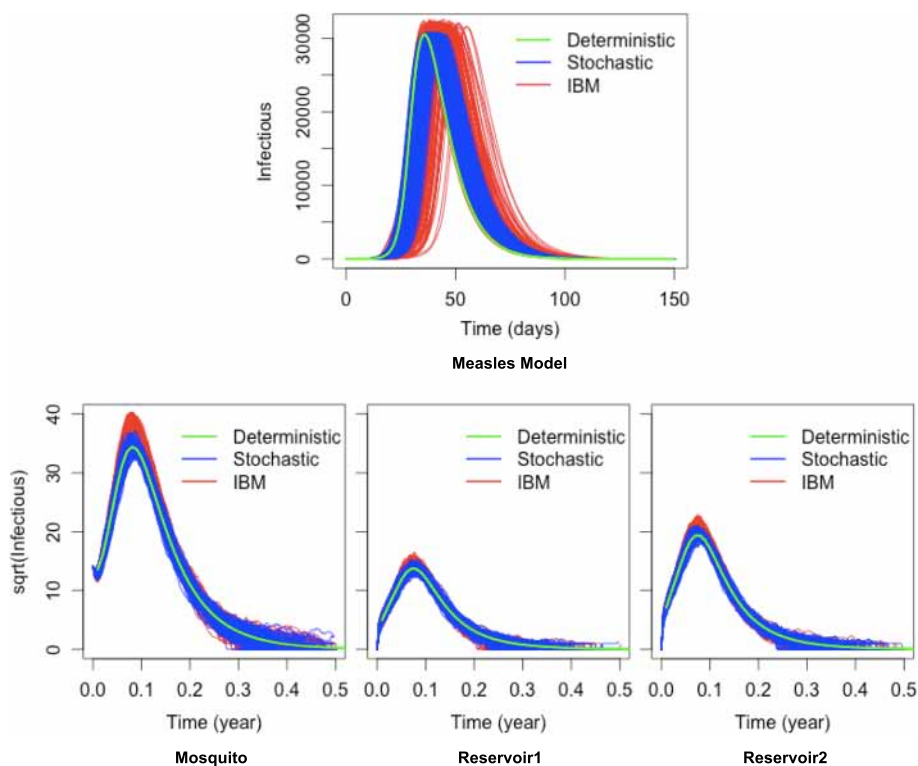 30000
20000
10000
0
Infectious
Deterministic
Stochastic
IBM
0 50 100 150
Time (days)
Measles Model
40
30
20
10
0
sqrt(Infectious)
Deterministic
Stochastic
IBM
0.0 0.1 0.2 0.3 0.4 0.5
Time (year)
Mosquito
Deterministic
Stochastic
IBM
0.0 0.1 0.2 0.3 0.4 0.5
Time (year)
Reservoir1
Deterministic
Stochastic
IBM
0.0 0.1 0.2 0.3 0.4 0.5
Time (year)
Reservoir2